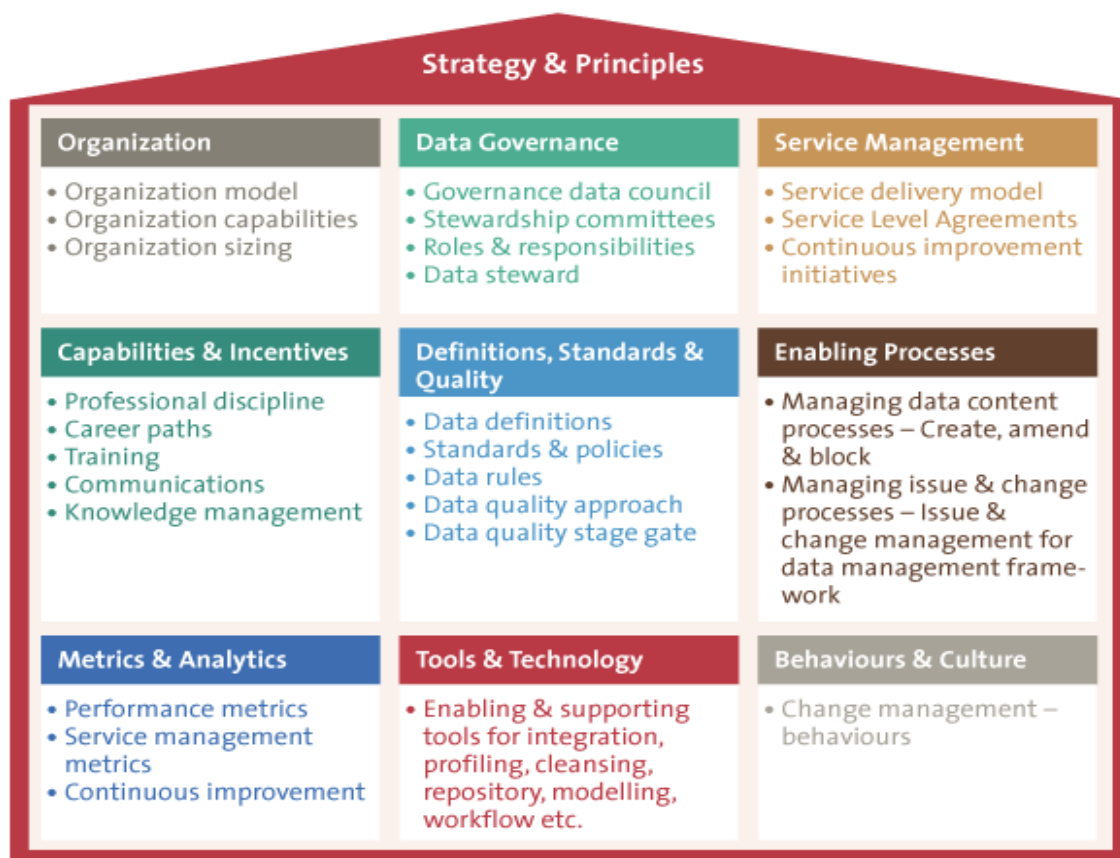 Strategy & Principles
Organization
• Organization model
• Organization capabilities
• Organization sizing
Data Governance
• Governance data council
• Stewardship committees
• Roles & responsibilities
• Data steward
Service Management
• Service delivery model
• Service Level Agreements
• Continuous improvement
initiatives
Capabilities & Incentives
• Professional discipline
• Career paths
• Training
• Communications
• Knowledge management
Definitions, Standards &
Quality
• Data definitions
• Standards & policies
• Data rules
• Data quality approach
• Data quality stage gate
Enabling Processes
• Managing data content
processes – Create, amend
& block
• Managing issue & change
processes – Issue &
change management for
data management frame-
work
Metrics & Analytics
• Performance metrics
• Service management
metrics
• Continuous improvement
Tools & Technology
• Enabling & supporting
tools for integration,
profiling, cleansing,
repository, modelling,
workflow etc.
Behaviours & Culture
• Change management –
behaviours